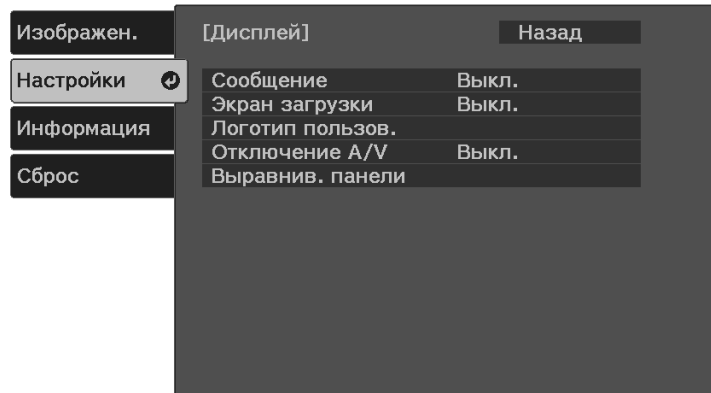 Изображен.
Настройки
Информация
Сброс
[Дисплей] Назад
Сообщение Выкл.
Экран загрузки Выкл.
Логотип пользов.
Отключение A/V Выкл.
Выравнив. панели